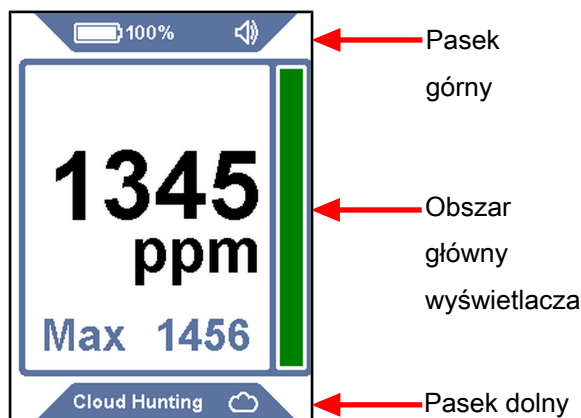 100%
Pasek
górny
1345
ppm
Obszar
główny
wyświetlacza
Max 1456
Cloud Hunting
Pasek dolny